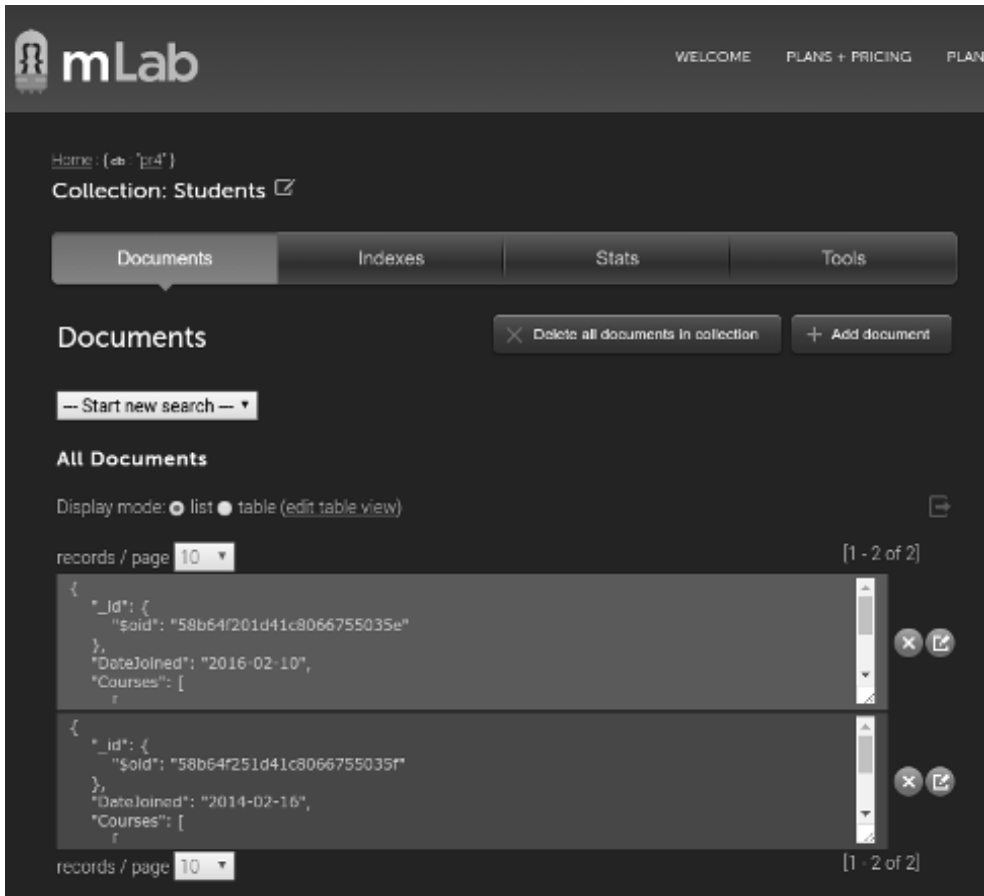 mLab
WELCOME PLANS + PRICING PLAN
Home : { db : "pr4" }
Collection: Students
Documents Indexes Stats Tools
Documents
Delete all documents in collection
Add document
--- Start new search ---
All Documents
Display mode: list table (edit table view)
records / page 10
[1 - 2 of 2]
{
"_id": {
"$oid": "58b64f201d41c8066755035e"
},
"DateJoined": "2016-02-10",
"Courses": [
[
{
"_id": {
"$oid": "58b64f251d41c8066755035f"
},
"DateJoined": "2014-02-16",
"Courses": [
[
records / page 10
[1 - 2 of 2]